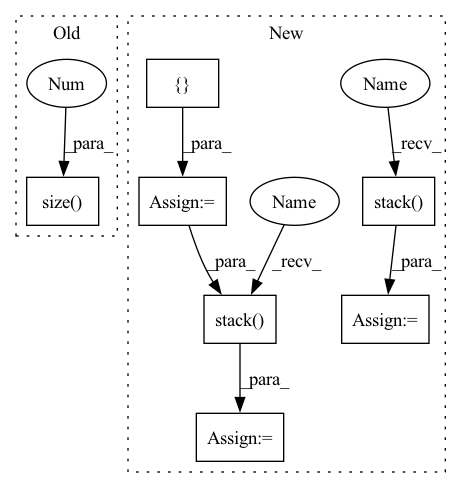 Old
New
Num
{}
Name
_para_
_para_
_recv_
size()
Assign:=
Name
stack()
_para_
_recv_
_para_
stack()
Assign:=
_para_
Assign:=